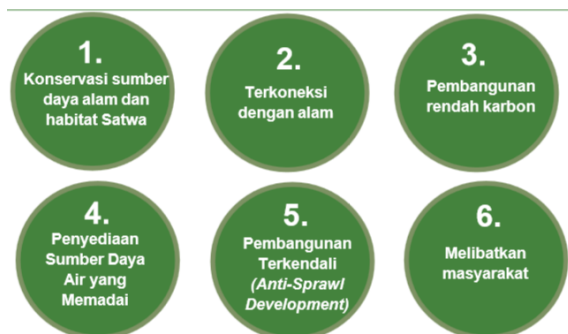 1.
Konservasi sumber
daya alam dan
habitat Satwa
2.
Terkoneksi
dengan alam
3.
Pembangunan
rendah karbon
4.
Penyediaan
Sumber Daya
Air yang
Memadai
5.
Pembangunan
Terkendali
(Anti-Sprawl
Development)
6.
Melibatkan
masyarakat